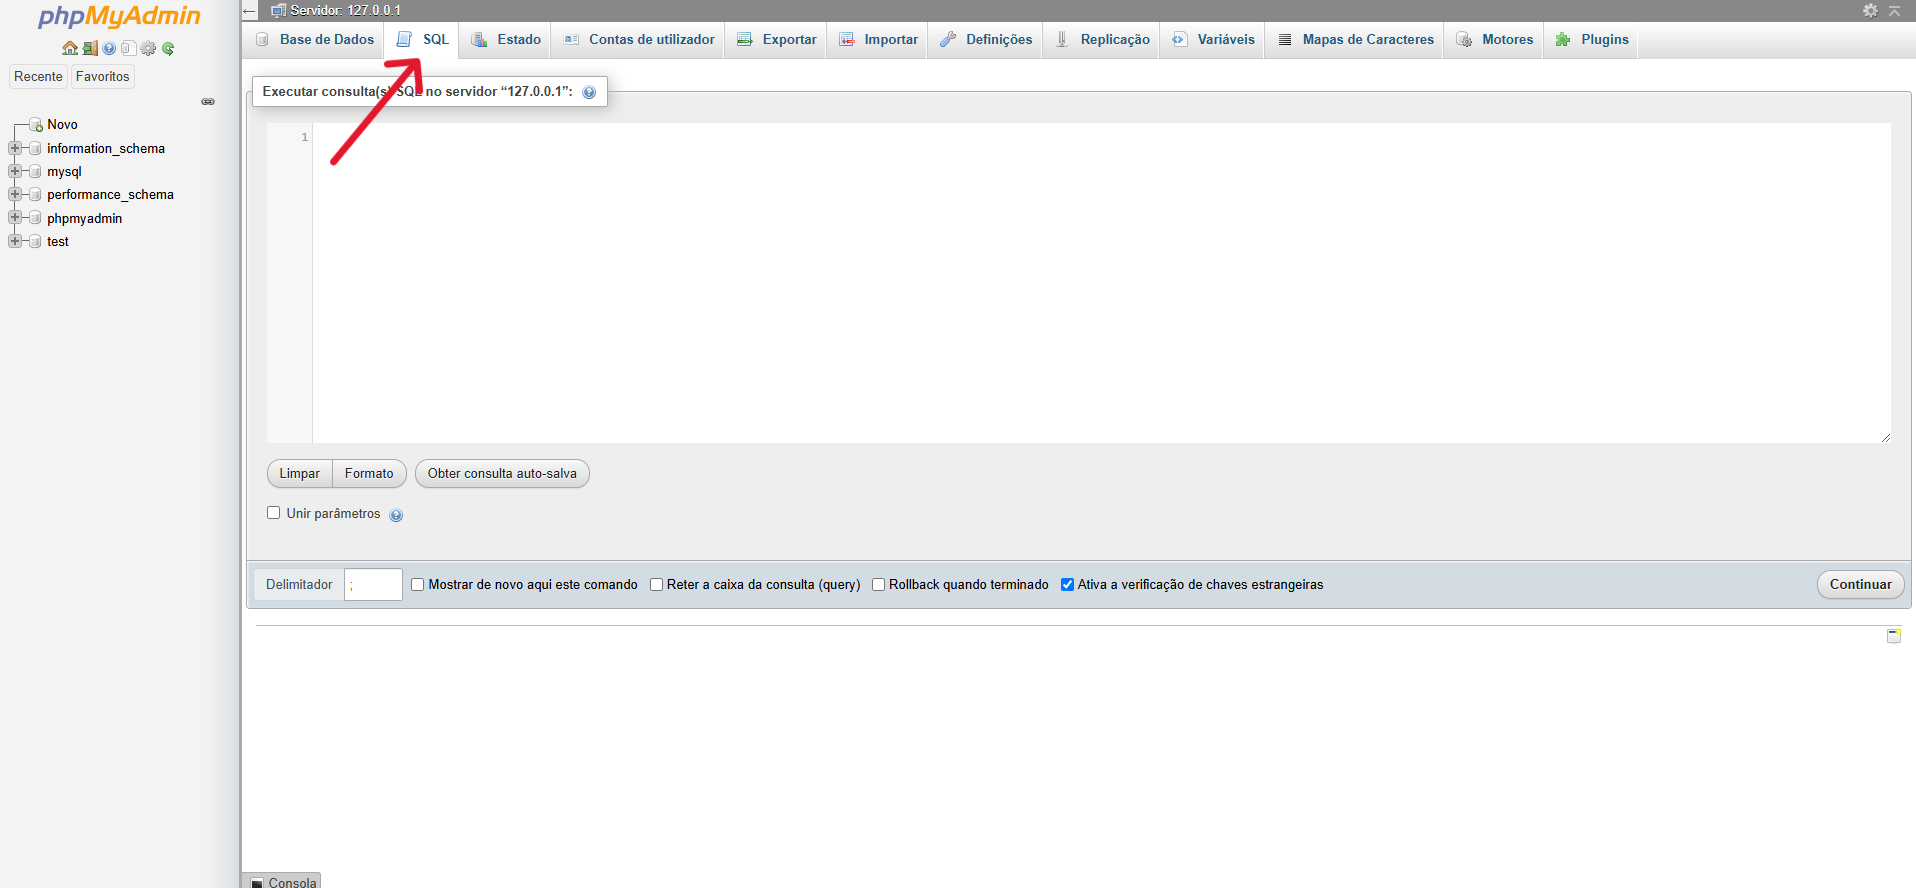 phpMyAdmin
Recente Favoritos
Novo
information_schema
mysql
performance_schema
phpmyadmin
test
Servidor: 127.0.0.1
Base de Dados SQL Estado Contas de utilizador Exportar Importar Definições Replicação Variáveis Mapas de Caracteres Motores Plugins
Executar consulta(s) SQL no servidor “127.0.0.1”:
1
Limpar Formato Obter consulta auto-salva
Unir parâmetros
Delimitador ; Mostrar de novo aqui este comando Reter a caixa da consulta (query) Rollback quando terminado Ativa a verificação de chaves estrangeiras Continuar
Consola